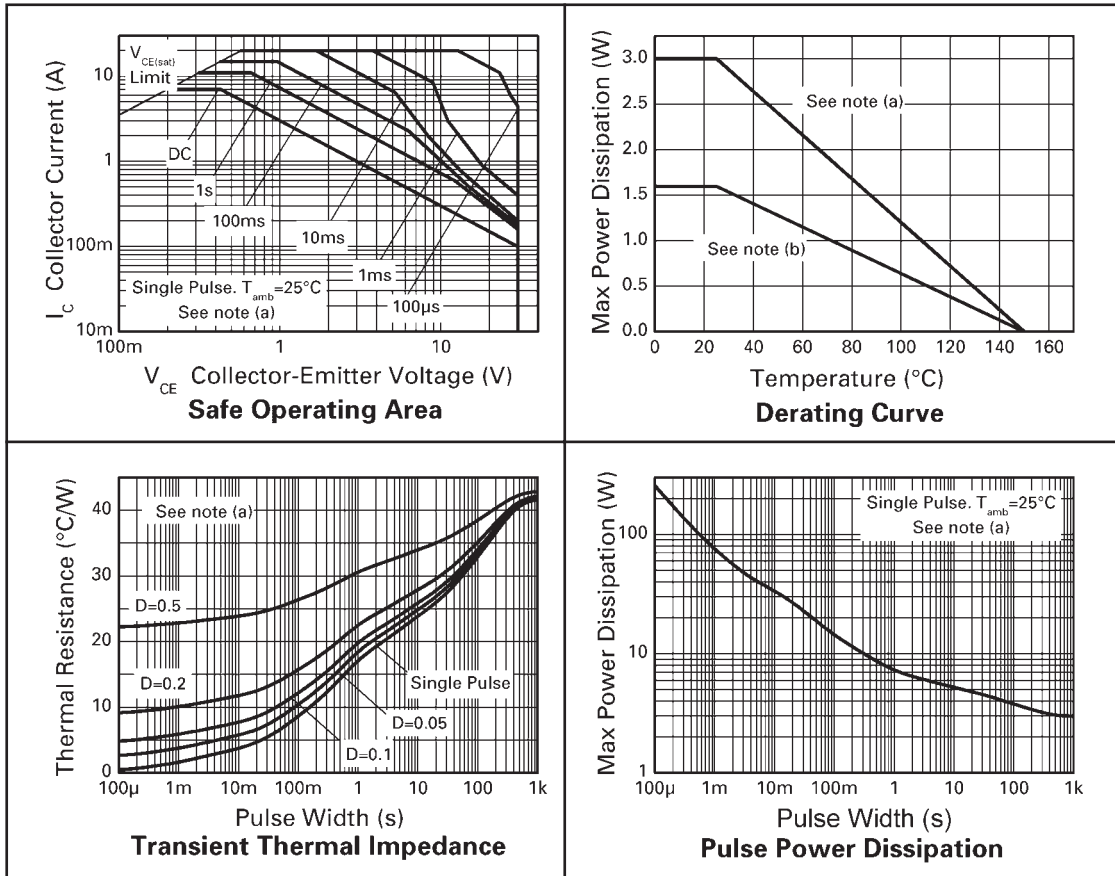 V_CE(sat)
Limit
DC
1s
100ms
10ms
1ms
100µs
Single Pulse. T_amb=25°C
See note (a)
10
1
100m
10m
100m 1 10
I_C Collector Current (A)
V_CE Collector-Emitter Voltage (V)
Safe Operating Area
3.0
2.5
2.0
1.5
1.0
0.5
0.0
0 20 40 60 80 100 120 140 160
See note (a)
See note (b)
Max Power Dissipation (W)
Temperature (°C)
Derating Curve
40
30
20
10
0
100µ 1m 10m 100m 1 10 100 1k
See note (a)
D=0.5
D=0.2
Single Pulse
D=0.05
D=0.1
Thermal Resistance (°C/W)
Pulse Width (s)
Transient Thermal Impedance
Single Pulse. T_amb=25°C
See note (a)
100
10
1
100µ 1m 10m 100m 1 10 100 1k
Max Power Dissipation (W)
Pulse Width (s)
Pulse Power Dissipation